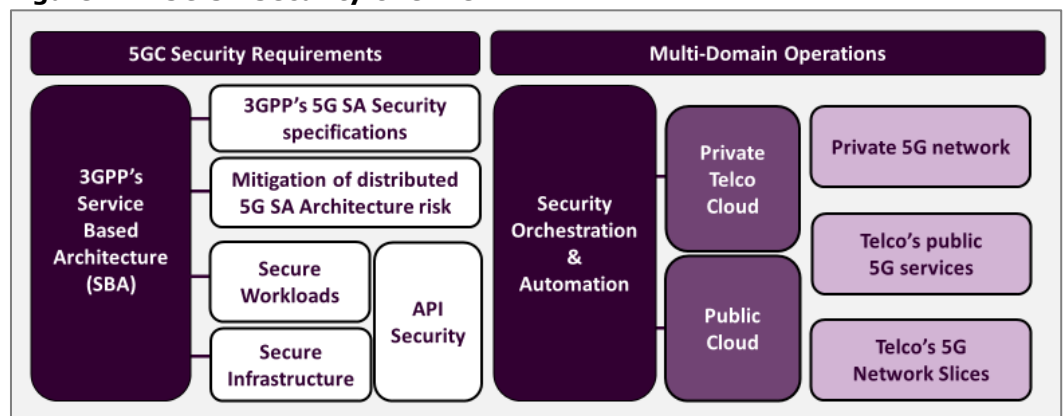 5GC Security Requirements
Multi-Domain Operations
3GPP's
Service
Based
Architecture
(SBA)
3GPP's 5G SA Security
specifications
Mitigation of distributed
5G SA Architecture risk
Secure
Workloads
Secure
Infrastructure
API
Security
Security
Orchestration
&
Automation
Private
Telco
Cloud
Public
Cloud
Private 5G network
Telco's public
5G services
Telco's 5G
Network Slices